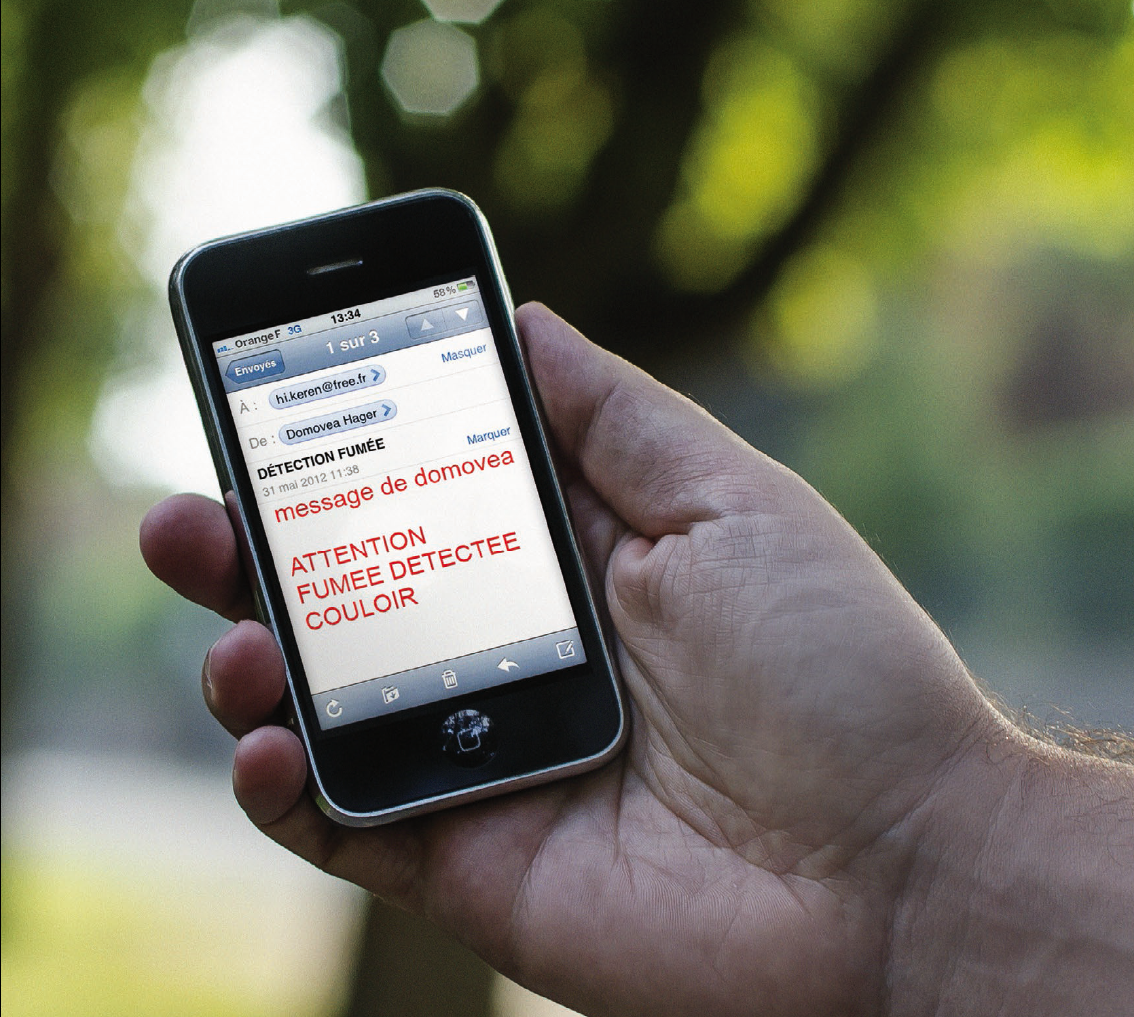 Orange F 3G 13:34 58%
Envoyés 1 sur 3
À : hi.keren@free.fr Masquer
De : Domovea Hager
DÉTECTION FUMÉE Marquer
31 mai 2012 11:38
message de domovea
ATTENTION
FUMEE DETECTEE
COULOIR